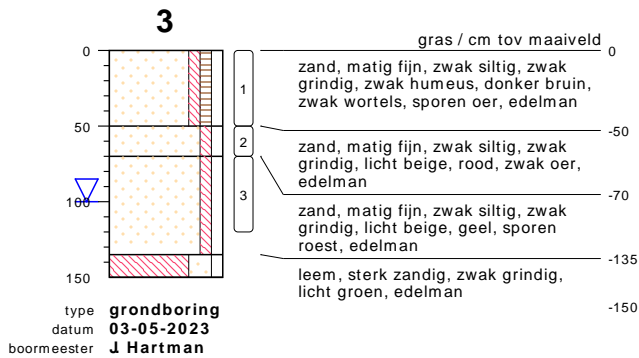 3
gras / cm tov maaiveld
0
0
zand, matig fijn, zwak siltig, zwak
grindig, zwak humeus, donker bruin,
zwak wortels, sporen oer, edelman
1
50
-50
2
zand, matig fijn, zwak siltig, zwak
grindig, licht beige, rood, zwak oer,
edelman
-70
3
100
zand, matig fijn, zwak siltig, zwak
grindig, licht beige, geel, sporen
roest, edelman
-135
leem, sterk zandig, zwak grindig,
licht groen, edelman
150
-150
type grondboring
datum 03-05-2023
boormeester J Hartman